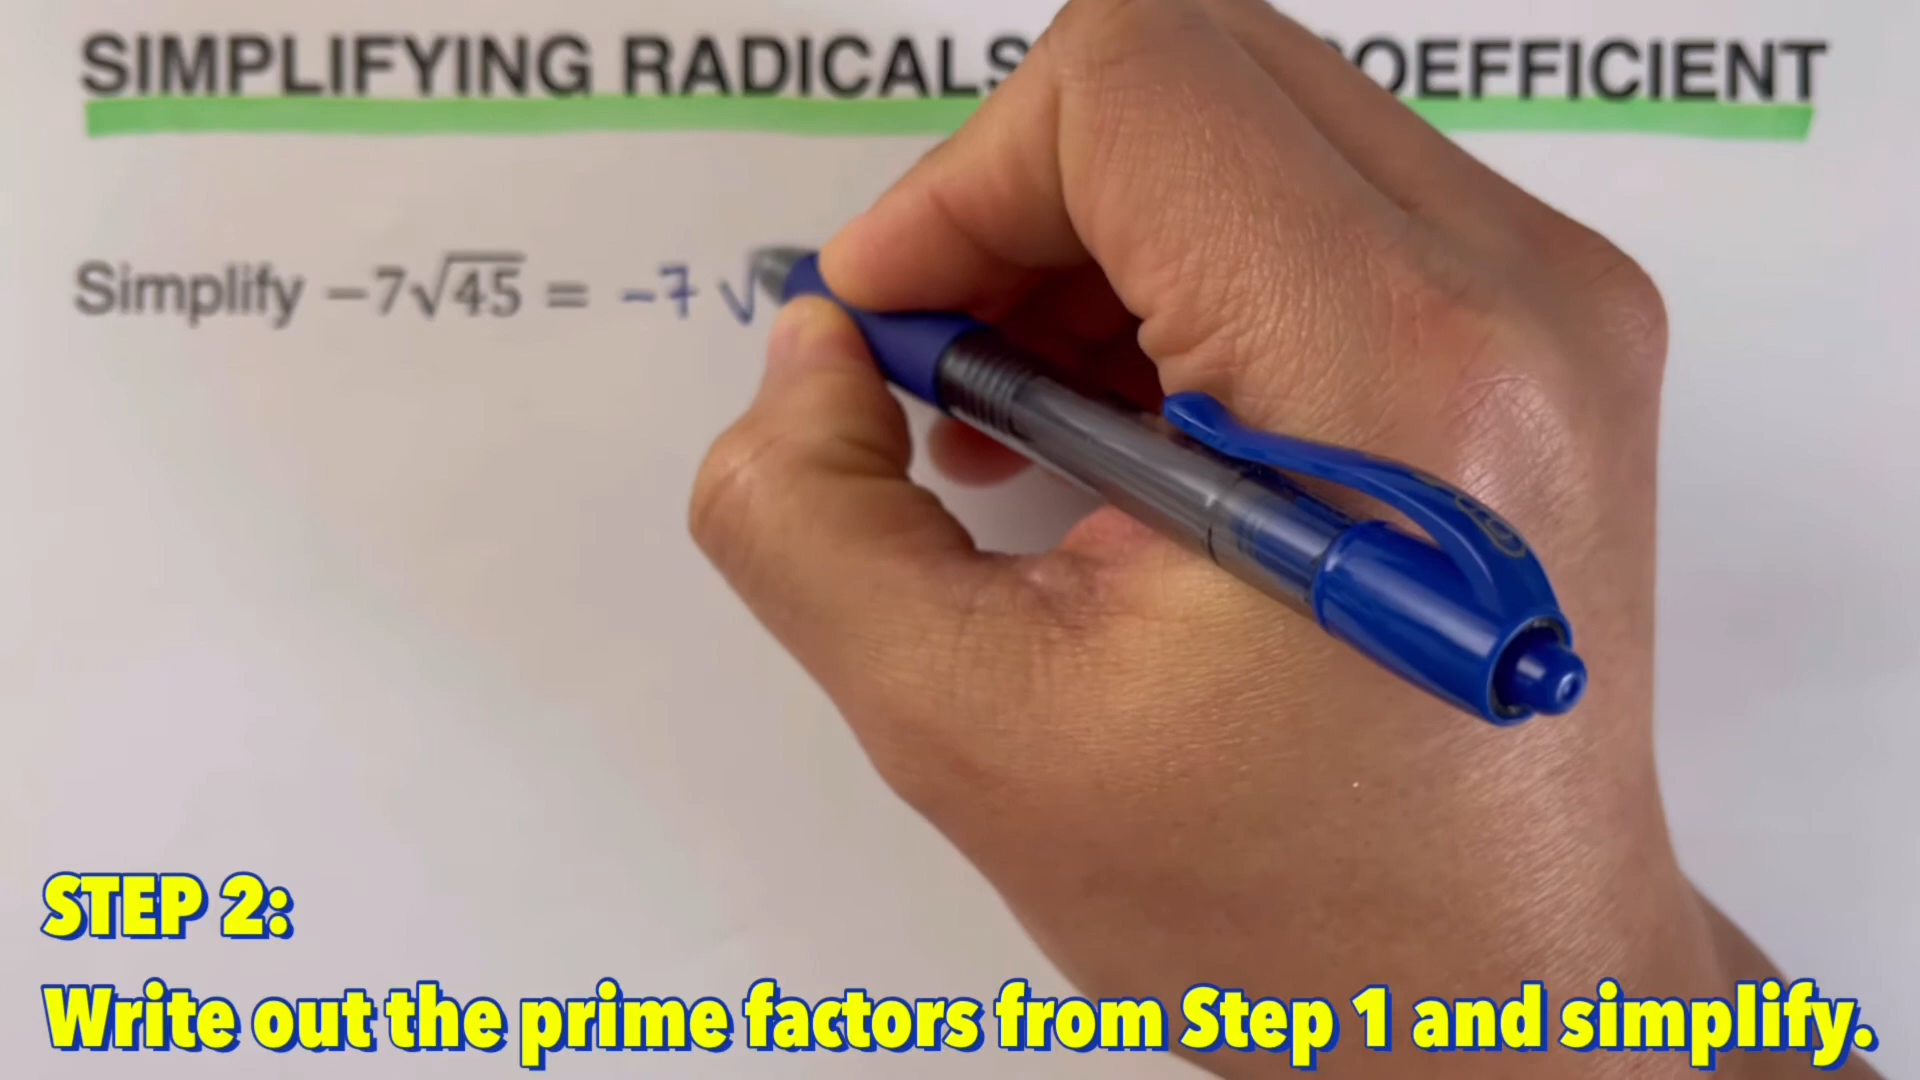 SIMPLIFYING RADICALS OEFFICIENT
Simplify −7√45 = −7√
STEP 2:
Write out the prime factors from Step 1 and simplify.